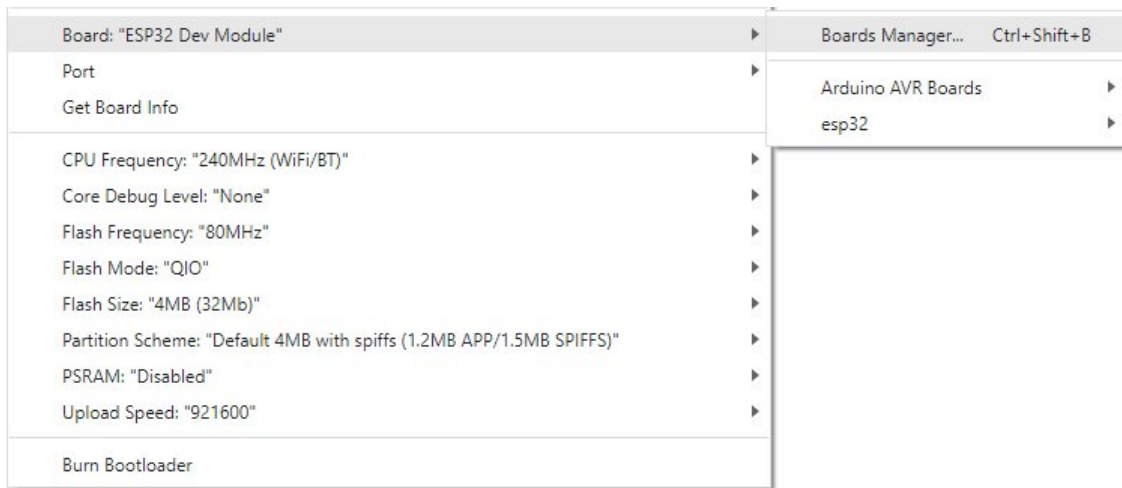 Board: "ESP32 Dev Module"
Port
Get Board Info
CPU Frequency: "240MHz (WiFi/BT)"
Core Debug Level: "None"
Flash Frequency: "80MHz"
Flash Mode: "QIO"
Flash Size: "4MB (32Mb)"
Partition Scheme: "Default 4MB with spiffs (1.2MB APP/1.5MB SPIFFS)"
PSRAM: "Disabled"
Upload Speed: "921600"
Burn Bootloader
Boards Manager... Ctrl+Shift+B
Arduino AVR Boards
esp32